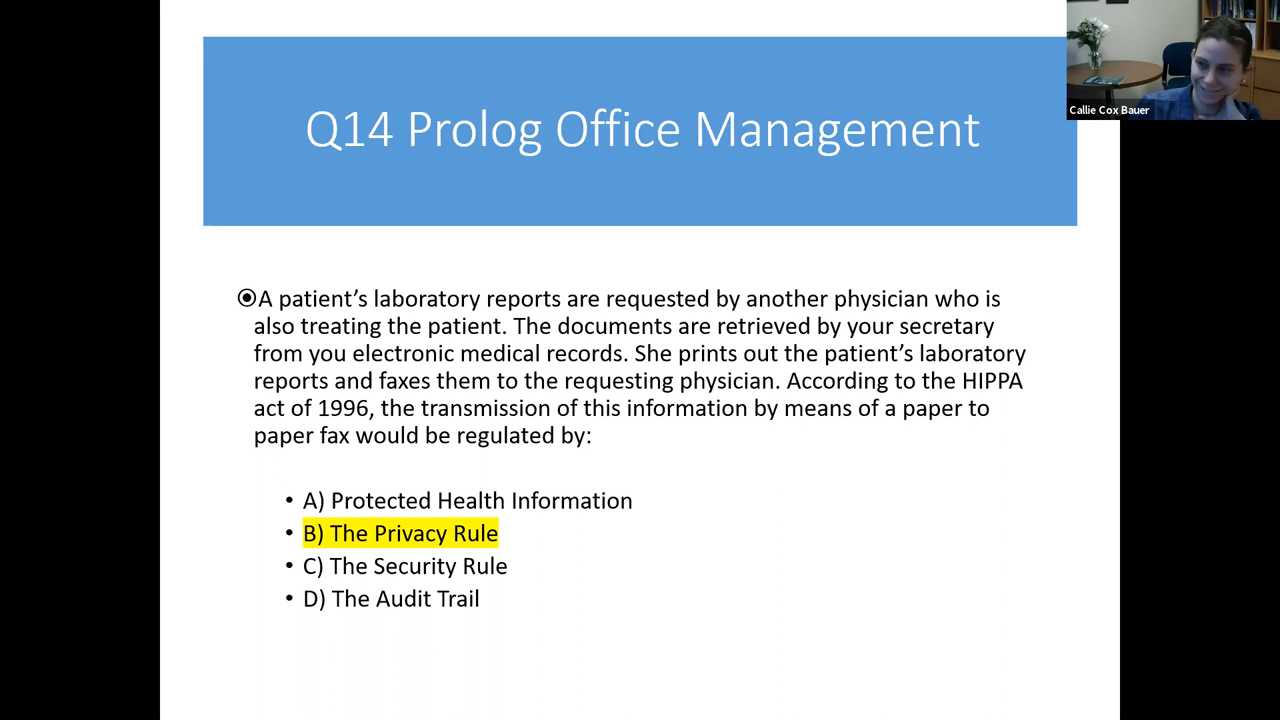 Q14 Prolog Office Management
Callie Cox Bauer
A patient’s laboratory reports are requested by another physician who is
also treating the patient. The documents are retrieved by your secretary
from you electronic medical records. She prints out the patient’s laboratory
reports and faxes them to the requesting physician. According to the HIPPA
act of 1996, the transmission of this information by means of a paper to
paper fax would be regulated by:
• A) Protected Health Information
• B) The Privacy Rule
• C) The Security Rule
• D) The Audit Trail